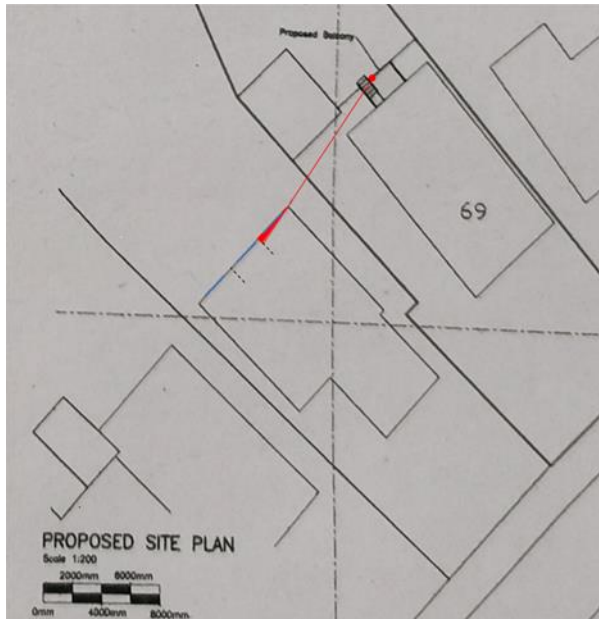 Proposed Balcony
69
PROPOSED SITE PLAN
Scale 1:200
2000mm 6000mm
0mm 4000mm 8000mm